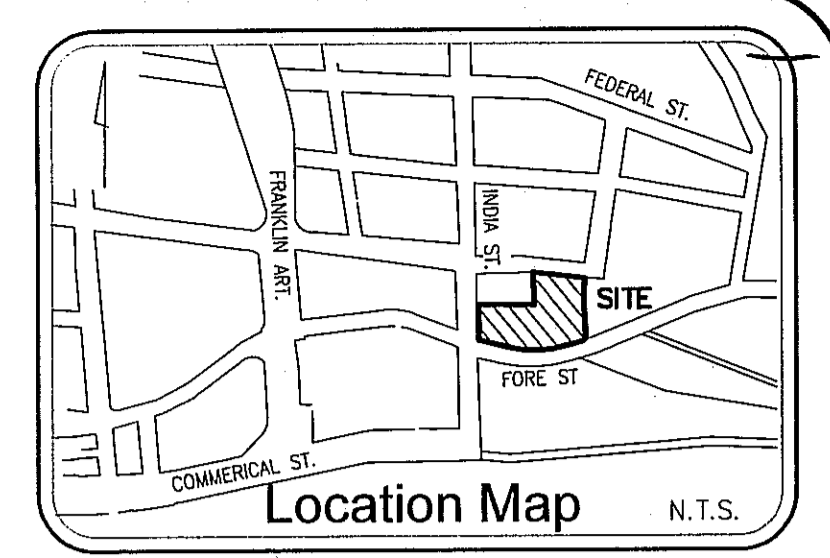 FEDERAL ST.
FRANKLIN ART.
INDIA ST.
SITE
FORE ST
COMMERICAL ST.
Location Map
N.T.S.